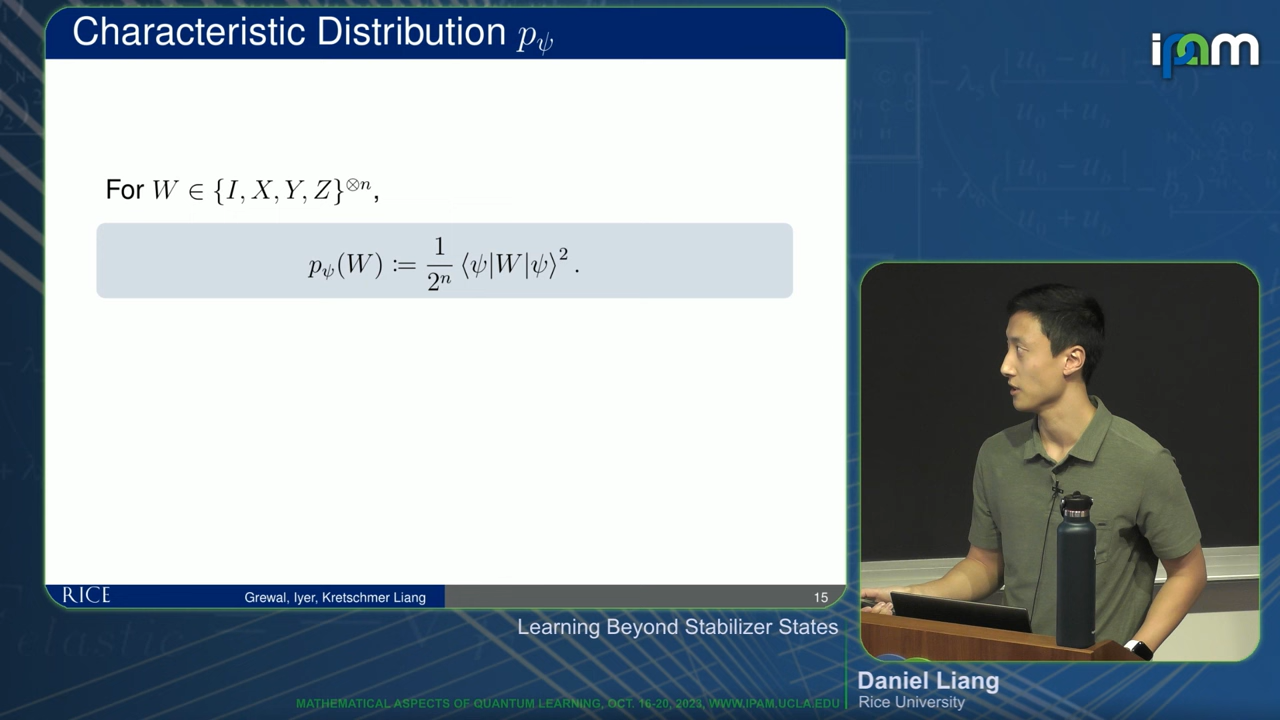 Characteristic Distribution p_ψ
ipam
For W ∈ {I, X, Y, Z}^{⊗n},
p_ψ(W) := \frac{1}{2^n} ⟨ψ|W|ψ⟩^2 .
RICE
Grewal, Iyer, Kretschmer Liang
15
Learning Beyond Stabilizer States
Daniel Liang
Rice University
MATHEMATICAL ASPECTS OF QUANTUM LEARNING, OCT. 16-20, 2023, WWW.IPAM.UCLA.EDU